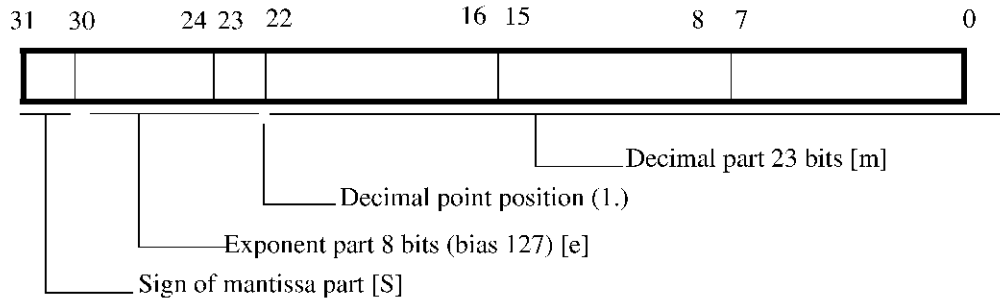 31 30 24 23 22 16 15 8 7 0
Decimal part 23 bits [m]
Decimal point position (1.)
Exponent part 8 bits (bias 127) [e]
Sign of mantissa part [S]